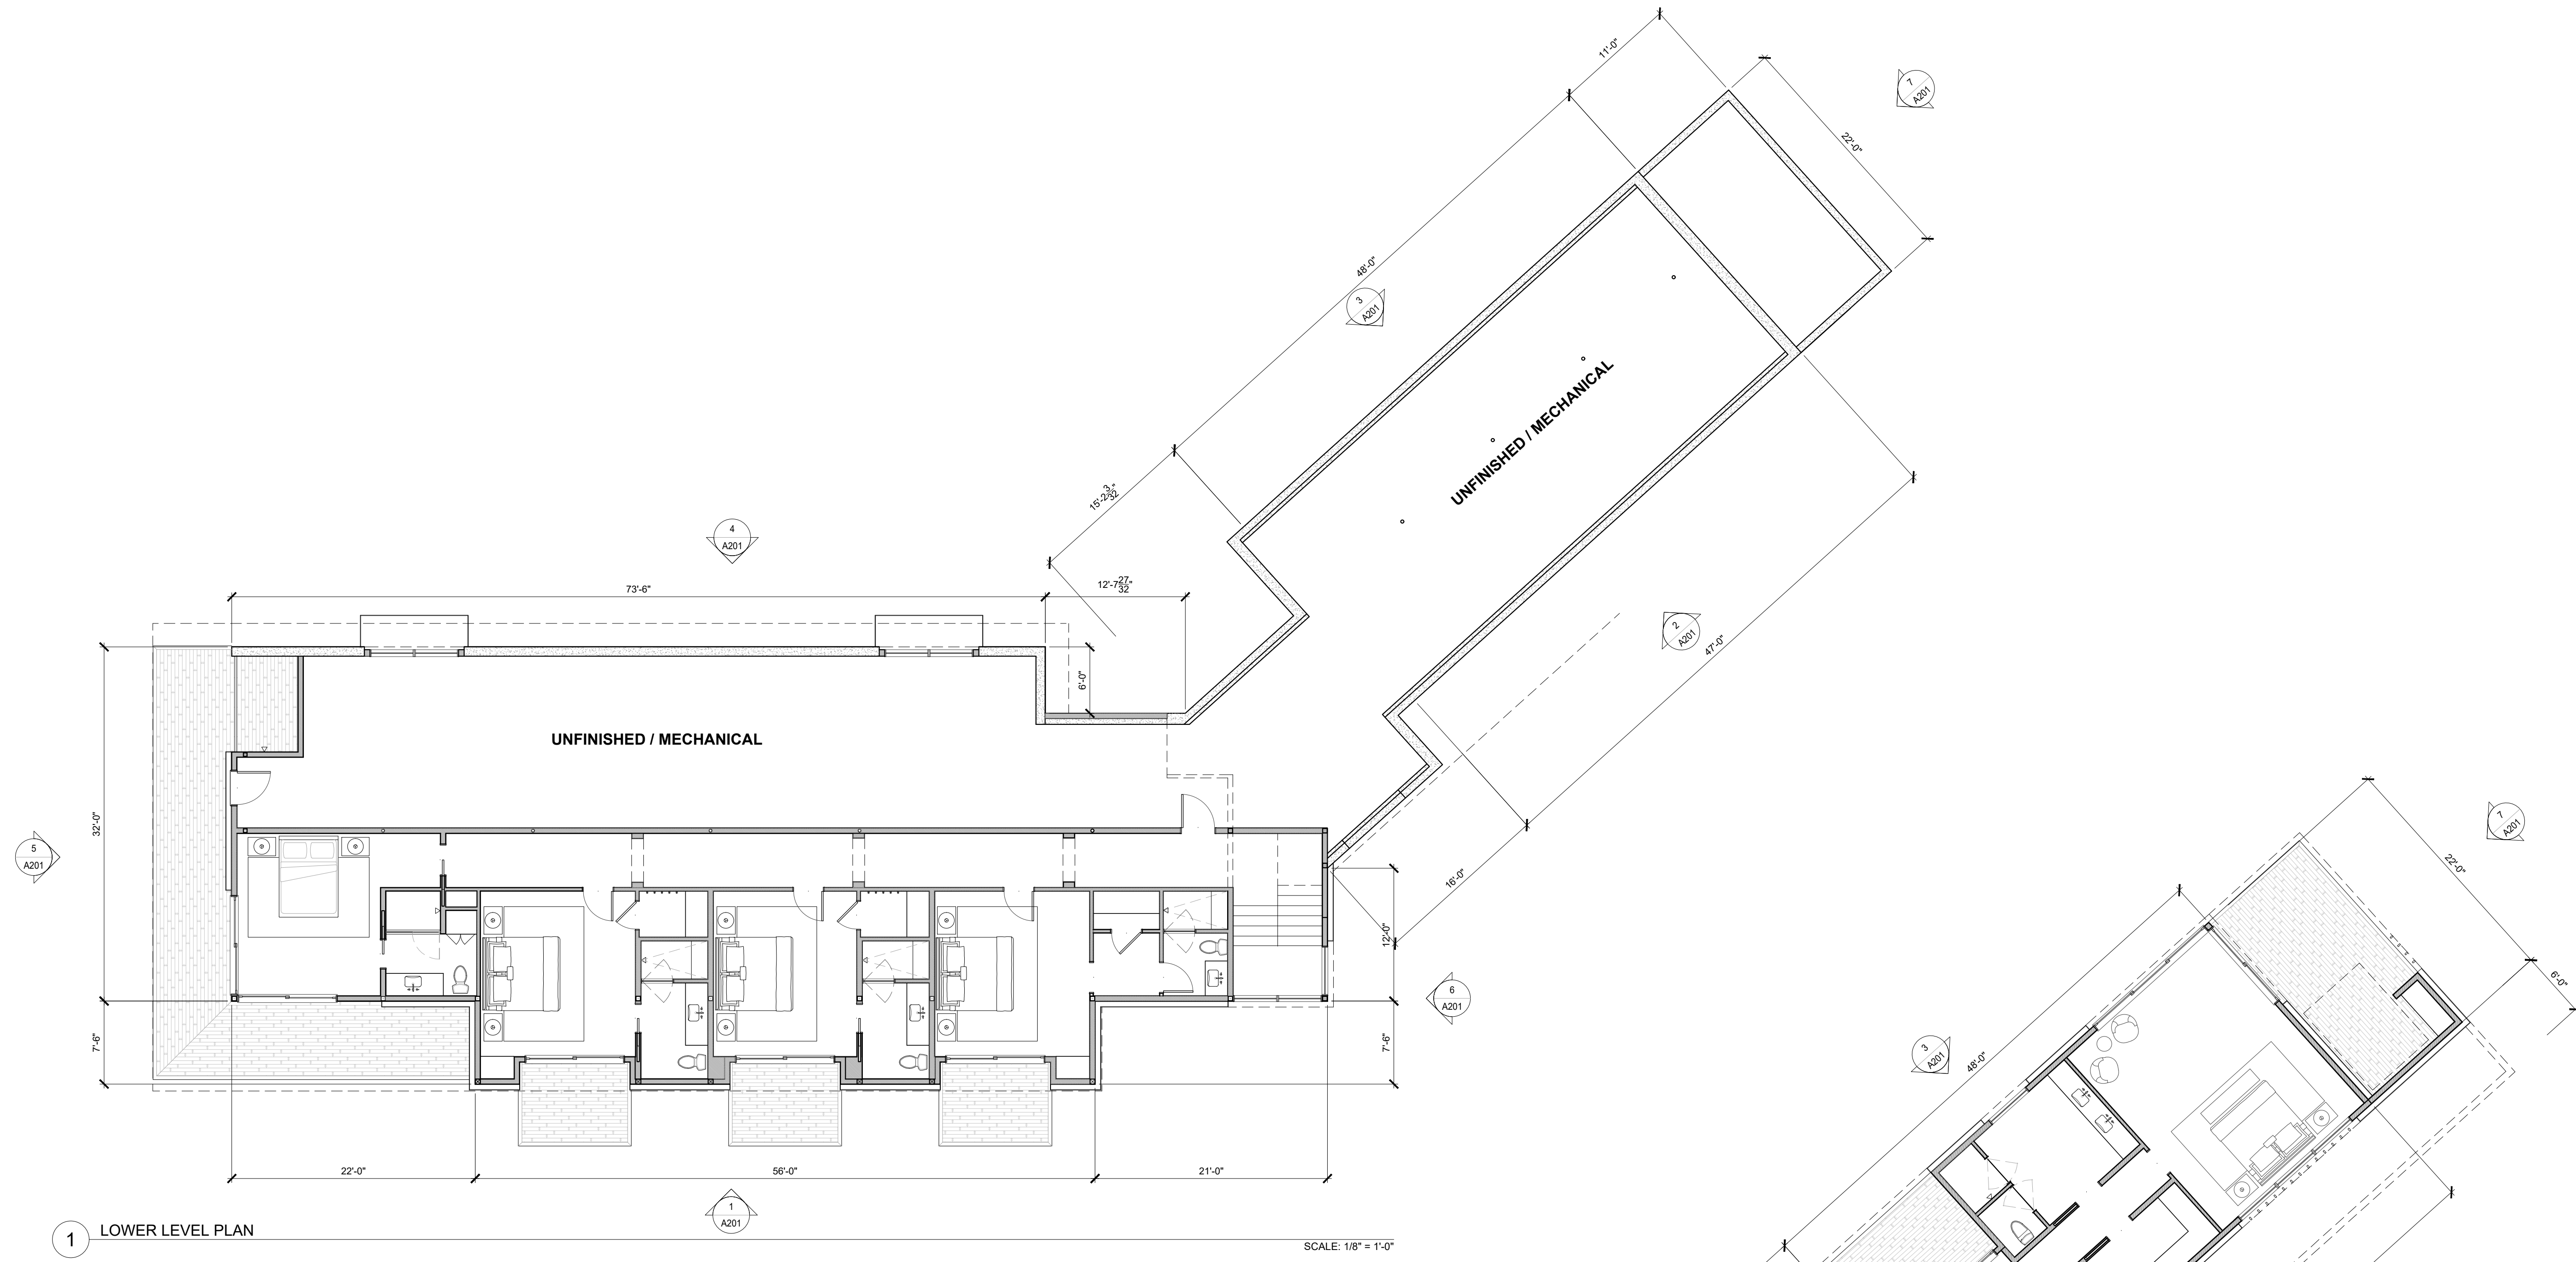 11'-0"
7
A201
22'-0"
48'-0"
3
A201
UNFINISHED / MECHANICAL
15'-2 3/32"
4
A201
73'-6"
12'-7 27/32"
2
A201
47'-0"
6'-0"
UNFINISHED / MECHANICAL
32'-0"
5
A201
16'-0"
12'-0"
6
A201
7'-6"
7'-6"
22'-0"
56'-0"
21'-0"
1
A201
1
LOWER LEVEL PLAN
SCALE: 1/8" = 1'-0"
7
A201
22'-0"
6'-0"
3
A201
48'-0"